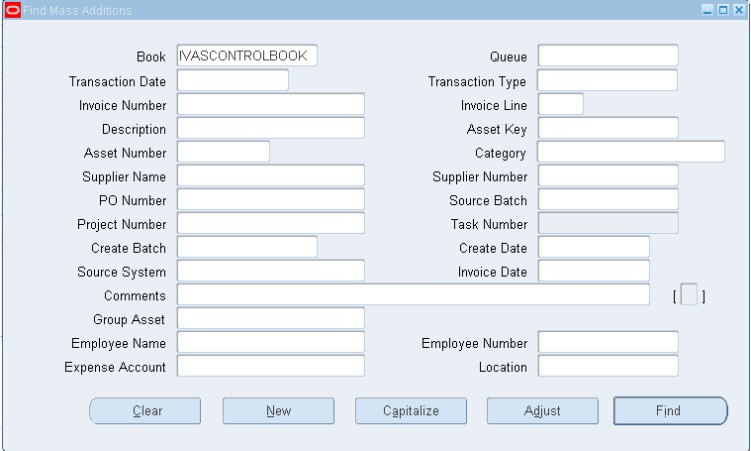 Find Mass Additions
Book IVASCONTROLBOOK Queue
Transaction Date Transaction Type
Invoice Number Invoice Line
Description Asset Key
Asset Number Category
Supplier Name Supplier Number
PO Number Source Batch
Project Number Task Number
Create Batch Create Date
Source System Invoice Date
Comments [ ]
Group Asset
Employee Name Employee Number
Expense Account Location
Clear New Capitalize Adjust Find